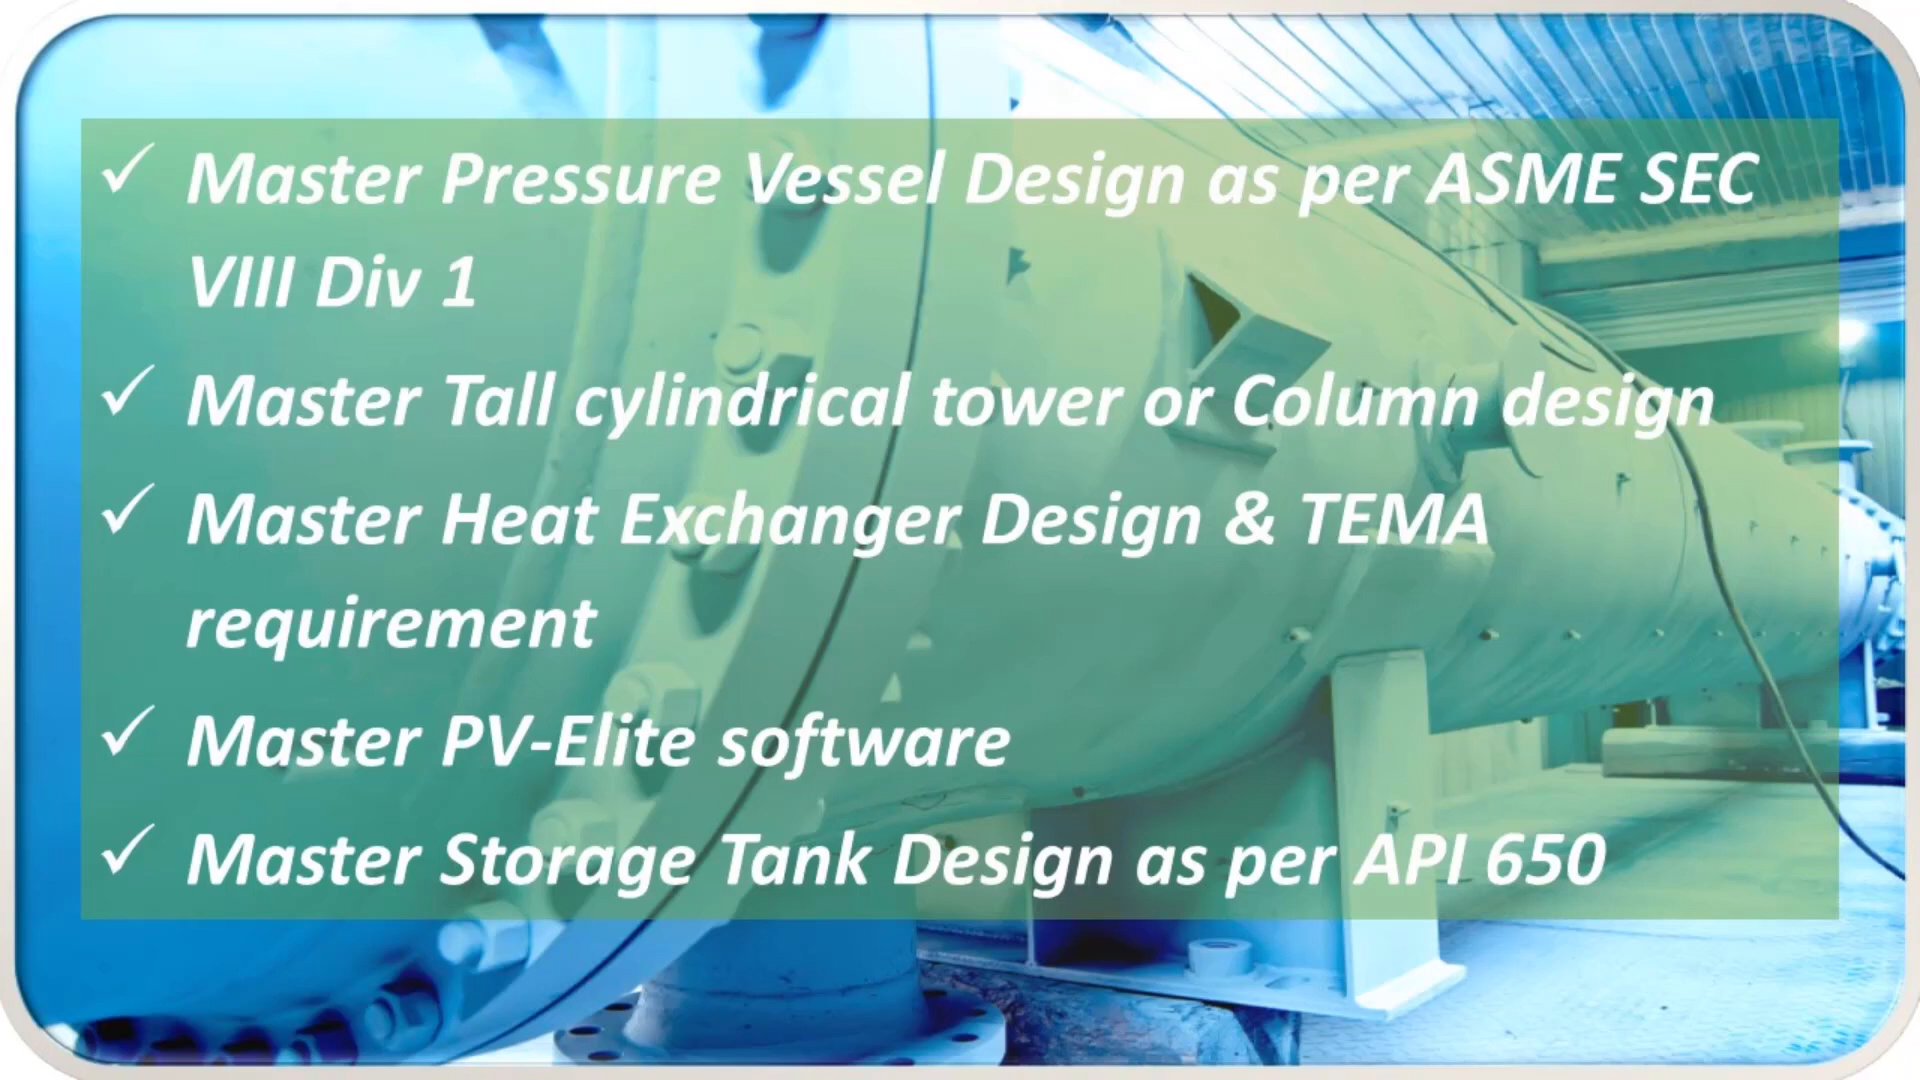 ✓ Master Pressure Vessel Design as per ASME SEC
VIII Div 1
✓ Master Tall cylindrical tower or Column design
✓ Master Heat Exchanger Design & TEMA
requirement
✓ Master PV-Elite software
✓ Master Storage Tank Design as per API 650